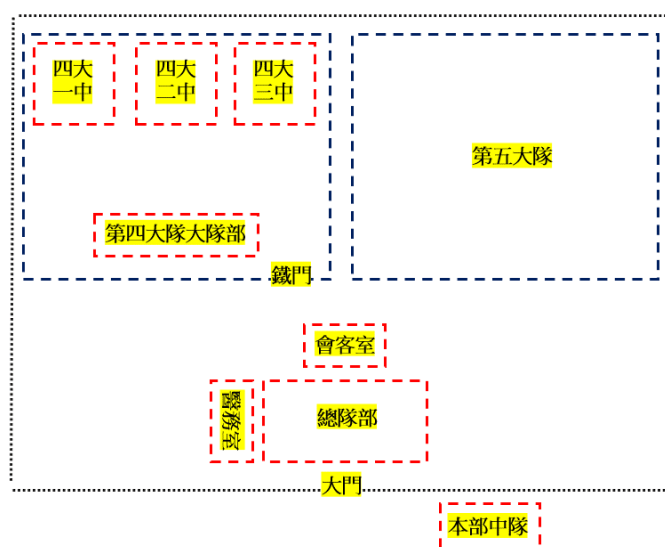 四大
一中
四大
二中
四大
三中
第五大隊
第四大隊大隊部
鐵門
會客室
醫務室
總隊部
大門
本部中隊